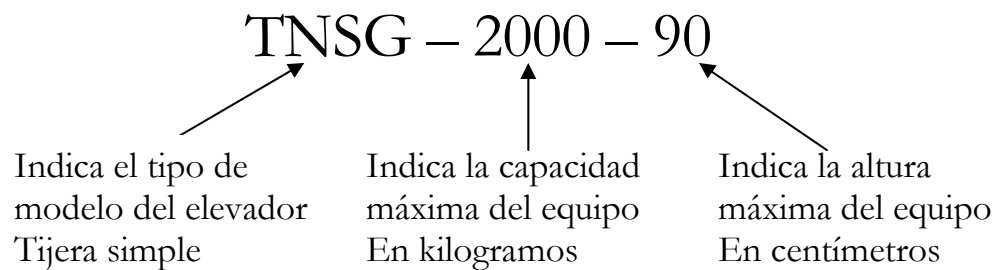 TNSG – 2000 – 90
Indica el tipo de
modelo del elevador
Tijera simple
Indica la capacidad
máxima del equipo
En kilogramos
Indica la altura
máxima del equipo
En centímetros